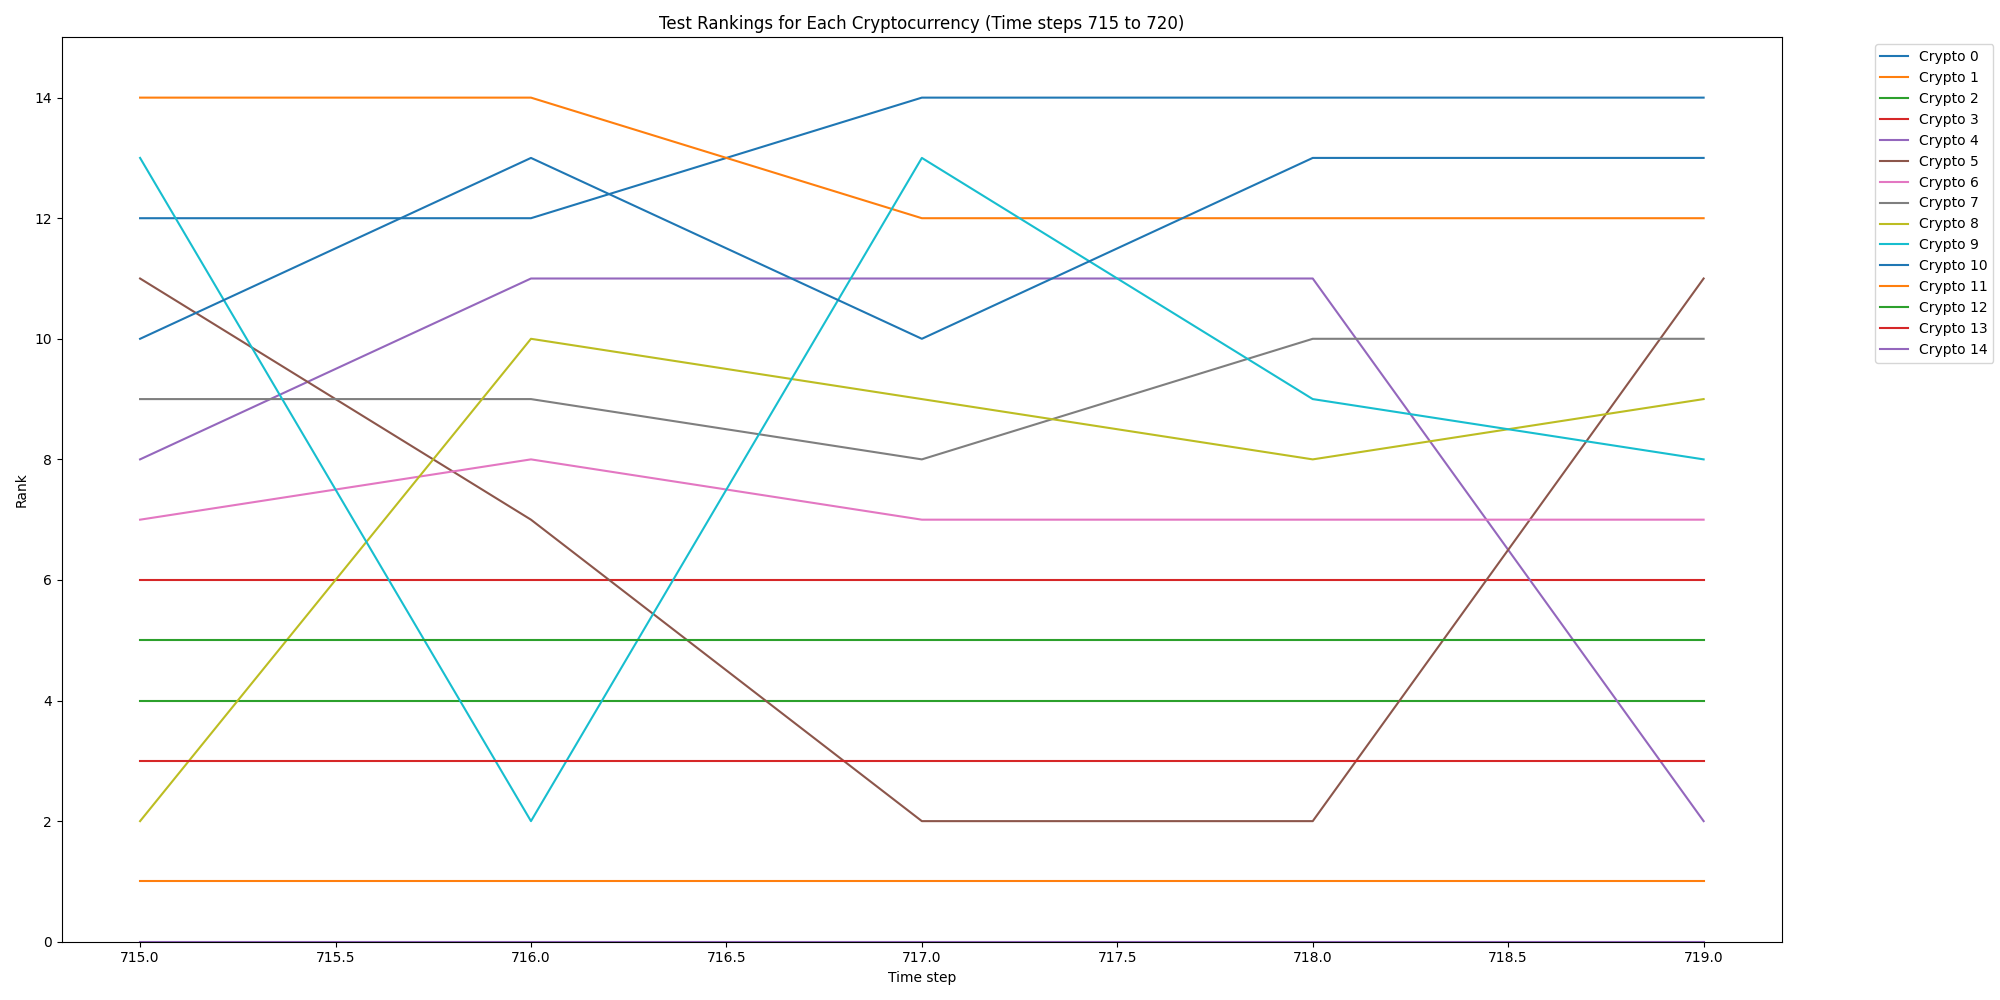 Test Rankings for Each Cryptocurrency (Time steps 715 to 720)
Rank
14
12
10
8
6
4
2
0
715.0
715.5
716.0
716.5
717.0
717.5
718.0
718.5
719.0
Time step
Crypto 0
Crypto 1
Crypto 2
Crypto 3
Crypto 4
Crypto 5
Crypto 6
Crypto 7
Crypto 8
Crypto 9
Crypto 10
Crypto 11
Crypto 12
Crypto 13
Crypto 14